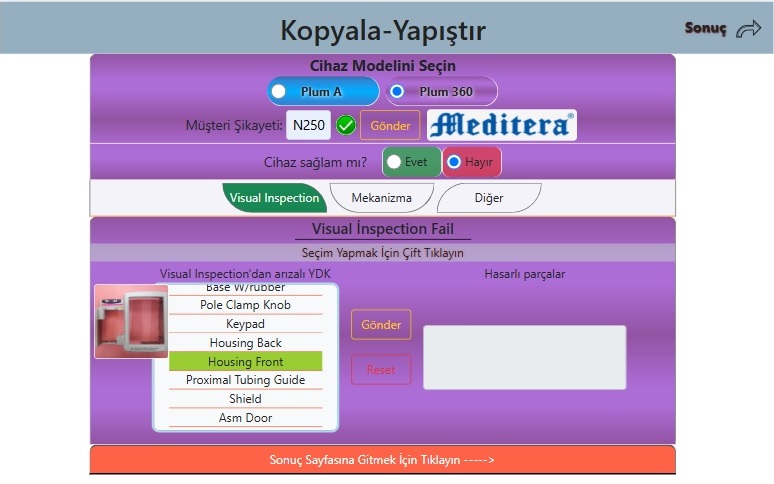 Kopyala-Yapıştır
Sonuç
Cihaz Modelini Seçin
Plum A
Plum 360
Müşteri Şikayeti: N250 Gönder Meditera®
Cihaz sağlam mı? Evet Hayır
Visual Inspection
Mekanizma
Diğer
Visual İnspection Fail
Seçim Yapmak İçin Çift Tıklayın
Visual Inspection'dan arızalı YDK
Base W/rubber
Pole Clamp Knob
Keypad
Housing Back
Housing Front
Proximal Tubing Guide
Shield
Asm Door
Gönder
Reset
Hasarlı parçalar
Sonuç Sayfasına Gitmek İçin Tıklayın ----->